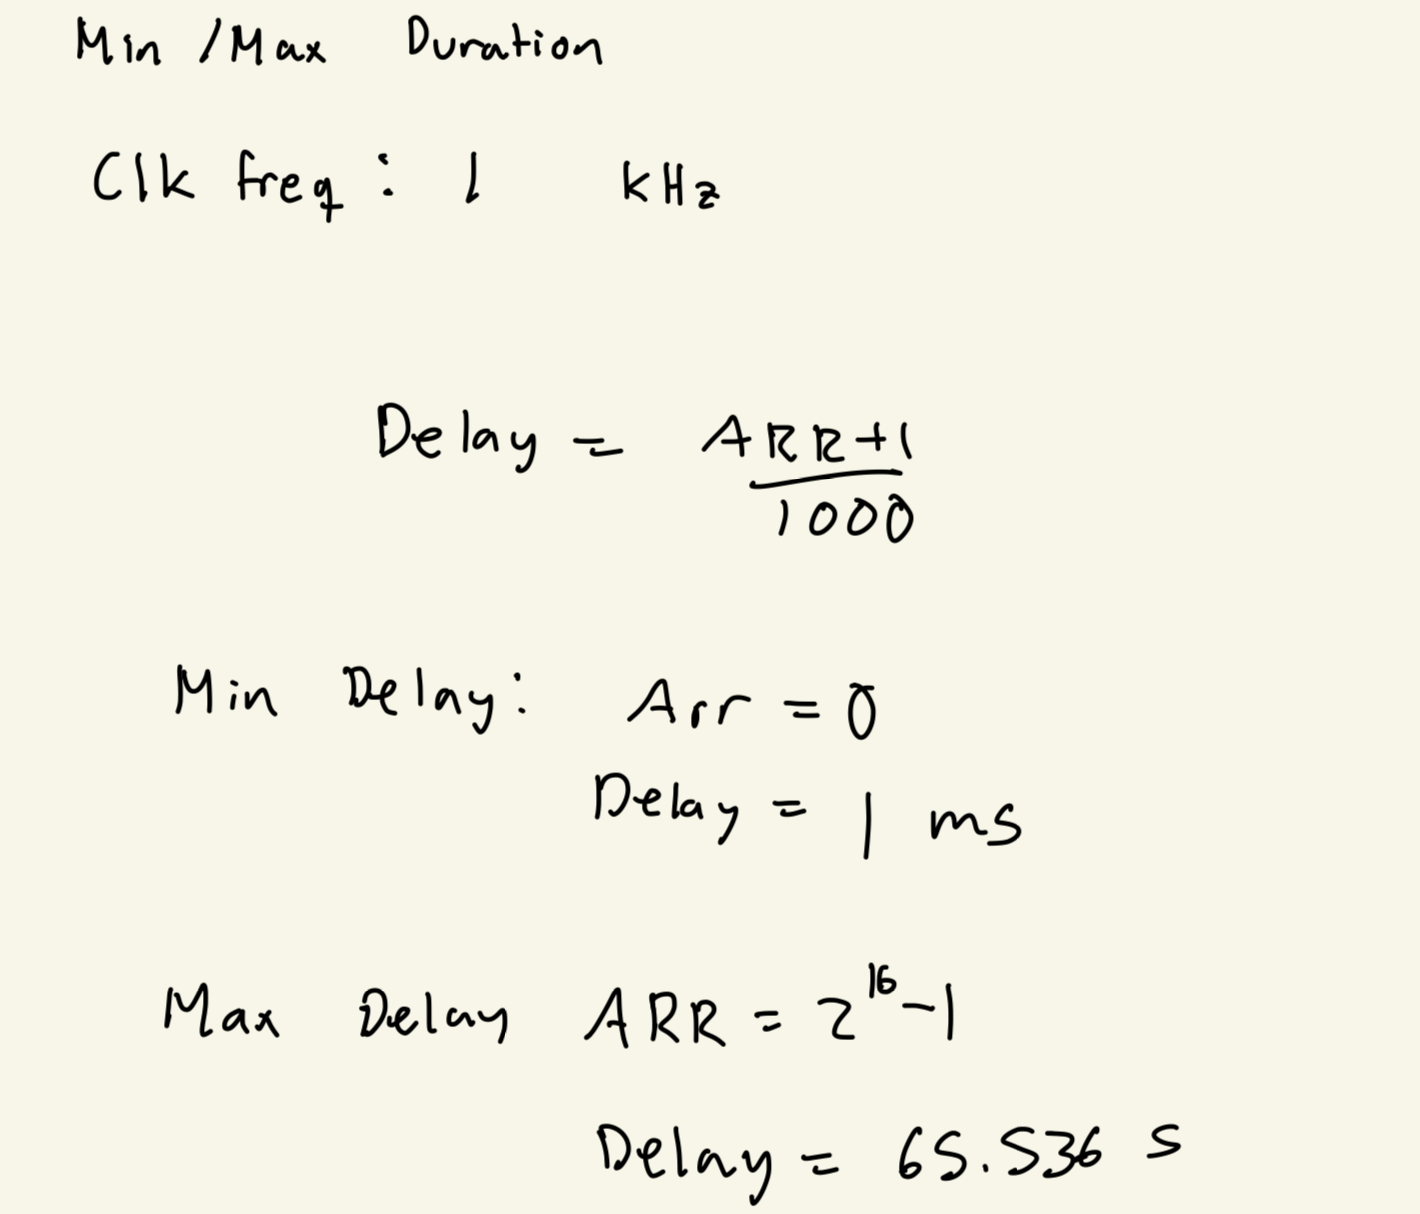 Min /Max Duration
Clk freq : 1 kHz
Delay = ARR+1
1000
Min Delay: Arr = 0
Delay = 1 ms
Max Delay ARR = 2^16-1
Delay = 65.536 s